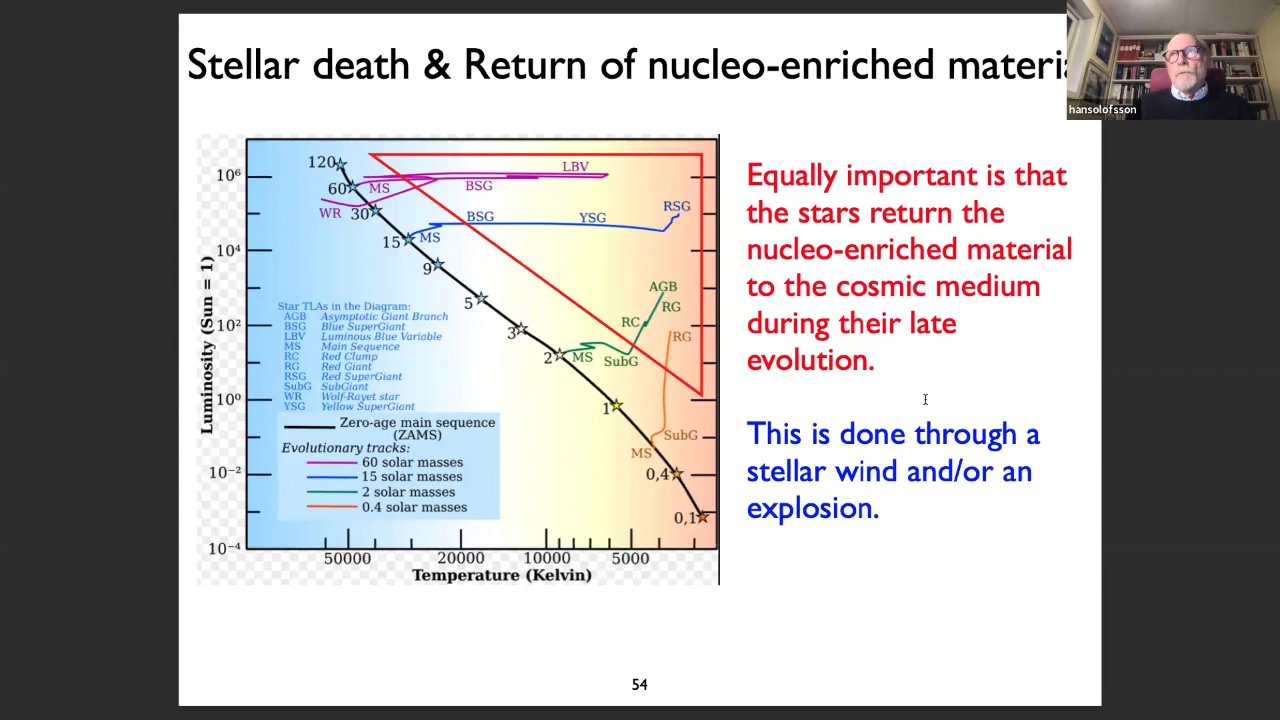 Stellar death & Return of nucleo-enriched materia
hansolofsson
Equally important is that
the stars return the
nucleo-enriched material
to the cosmic medium
during their late
evolution.
This is done through a
stellar wind and/or an
explosion.
Luminosity (Sun = 1)
10⁶
10⁴
10²
10⁰
10⁻²
10⁻⁴
120
60
30
15
9
5
3
2
1
0,4
0,1
MS
WR
BSG
LBV
MS
BSG
YSG
RSG
MS
SubG
RC
RG
AGB
MS
SubG
RG
Star TLAs in the Diagram:
AGB Asymptotic Giant Branch
BSG Blue SuperGiant
LBV Luminous Blue Variable
MS Main Sequence
RC Red Clump
RG Red Giant
RSG Red SuperGiant
SubG SubGiant
WR Wolf-Rayet star
YSG Yellow SuperGiant
Zero-age main sequence
(ZAMS)
Evolutionary tracks:
60 solar masses
15 solar masses
2 solar masses
0.4 solar masses
50000 20000 10000 5000
Temperature (Kelvin)
54